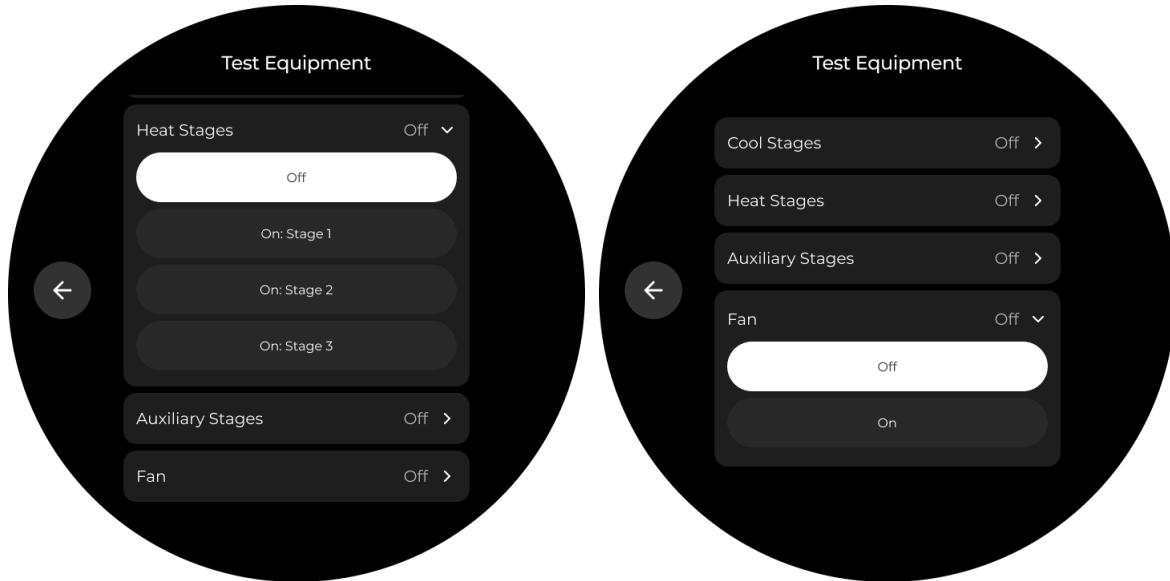 Test Equipment
Heat Stages Off
Off
On: Stage 1
On: Stage 2
On: Stage 3
Auxiliary Stages Off
Fan Off
Test Equipment
Cool Stages Off
Heat Stages Off
Auxiliary Stages Off
Fan Off
Off
On